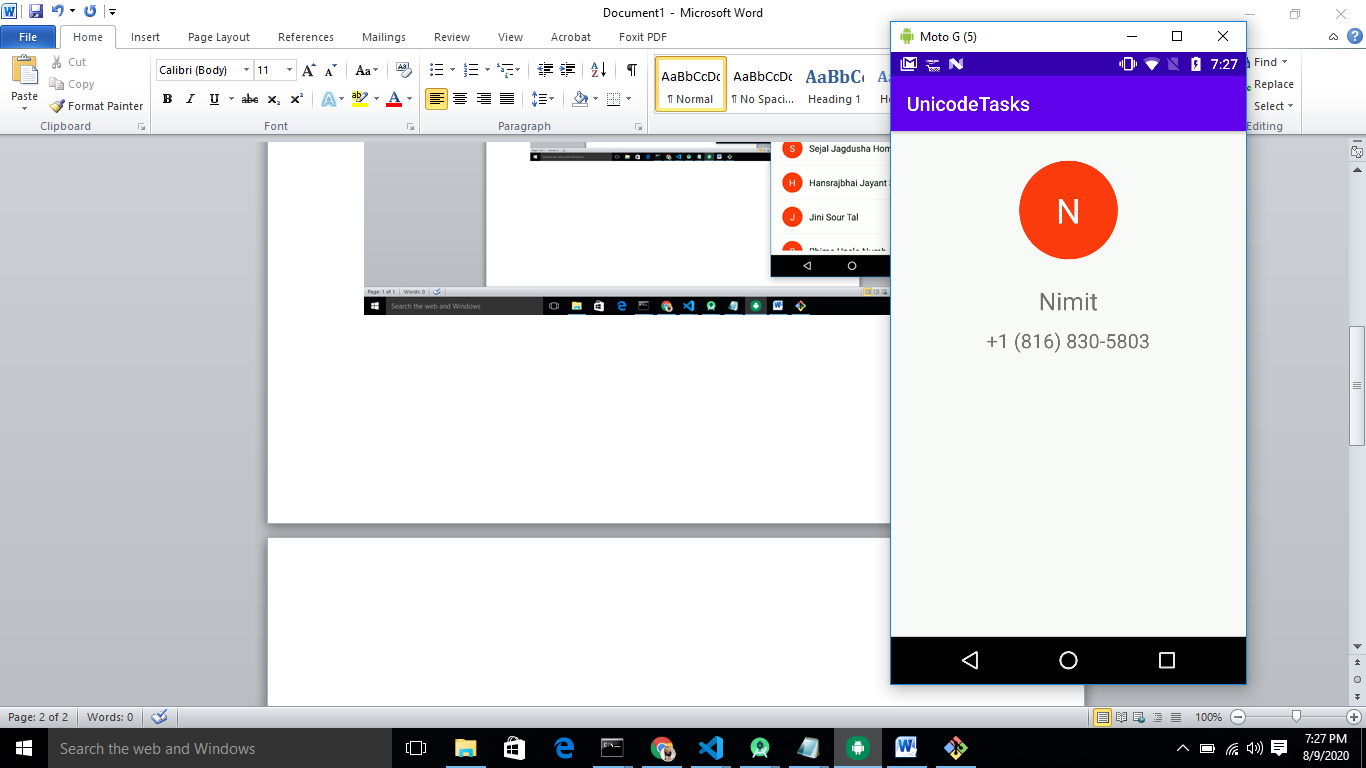 Document1 - Microsoft Word
File Home Insert Page Layout References Mailings Review View Acrobat Foxit PDF
Paste
Cut
Copy
Format Painter
Clipboard
Calibri (Body) 11
Font
Paragraph
AaBbCcDc AaBbCcDc AaBbCc
¶ Normal ¶ No Spaci... Heading 1
Find
Replace
Select
Editing
Moto G (5)
7:27
UnicodeTasks
N
Nimit
+1 (816) 830-5803
S Sejal Jagdusha Hom
H Hansrajbhai Jayant
J Jini Sour Tal
Page: 1 of 1 Words: 0
Search the web and Windows
Page: 2 of 2 Words: 0
100%
Search the web and Windows
7:27 PM
8/9/2020